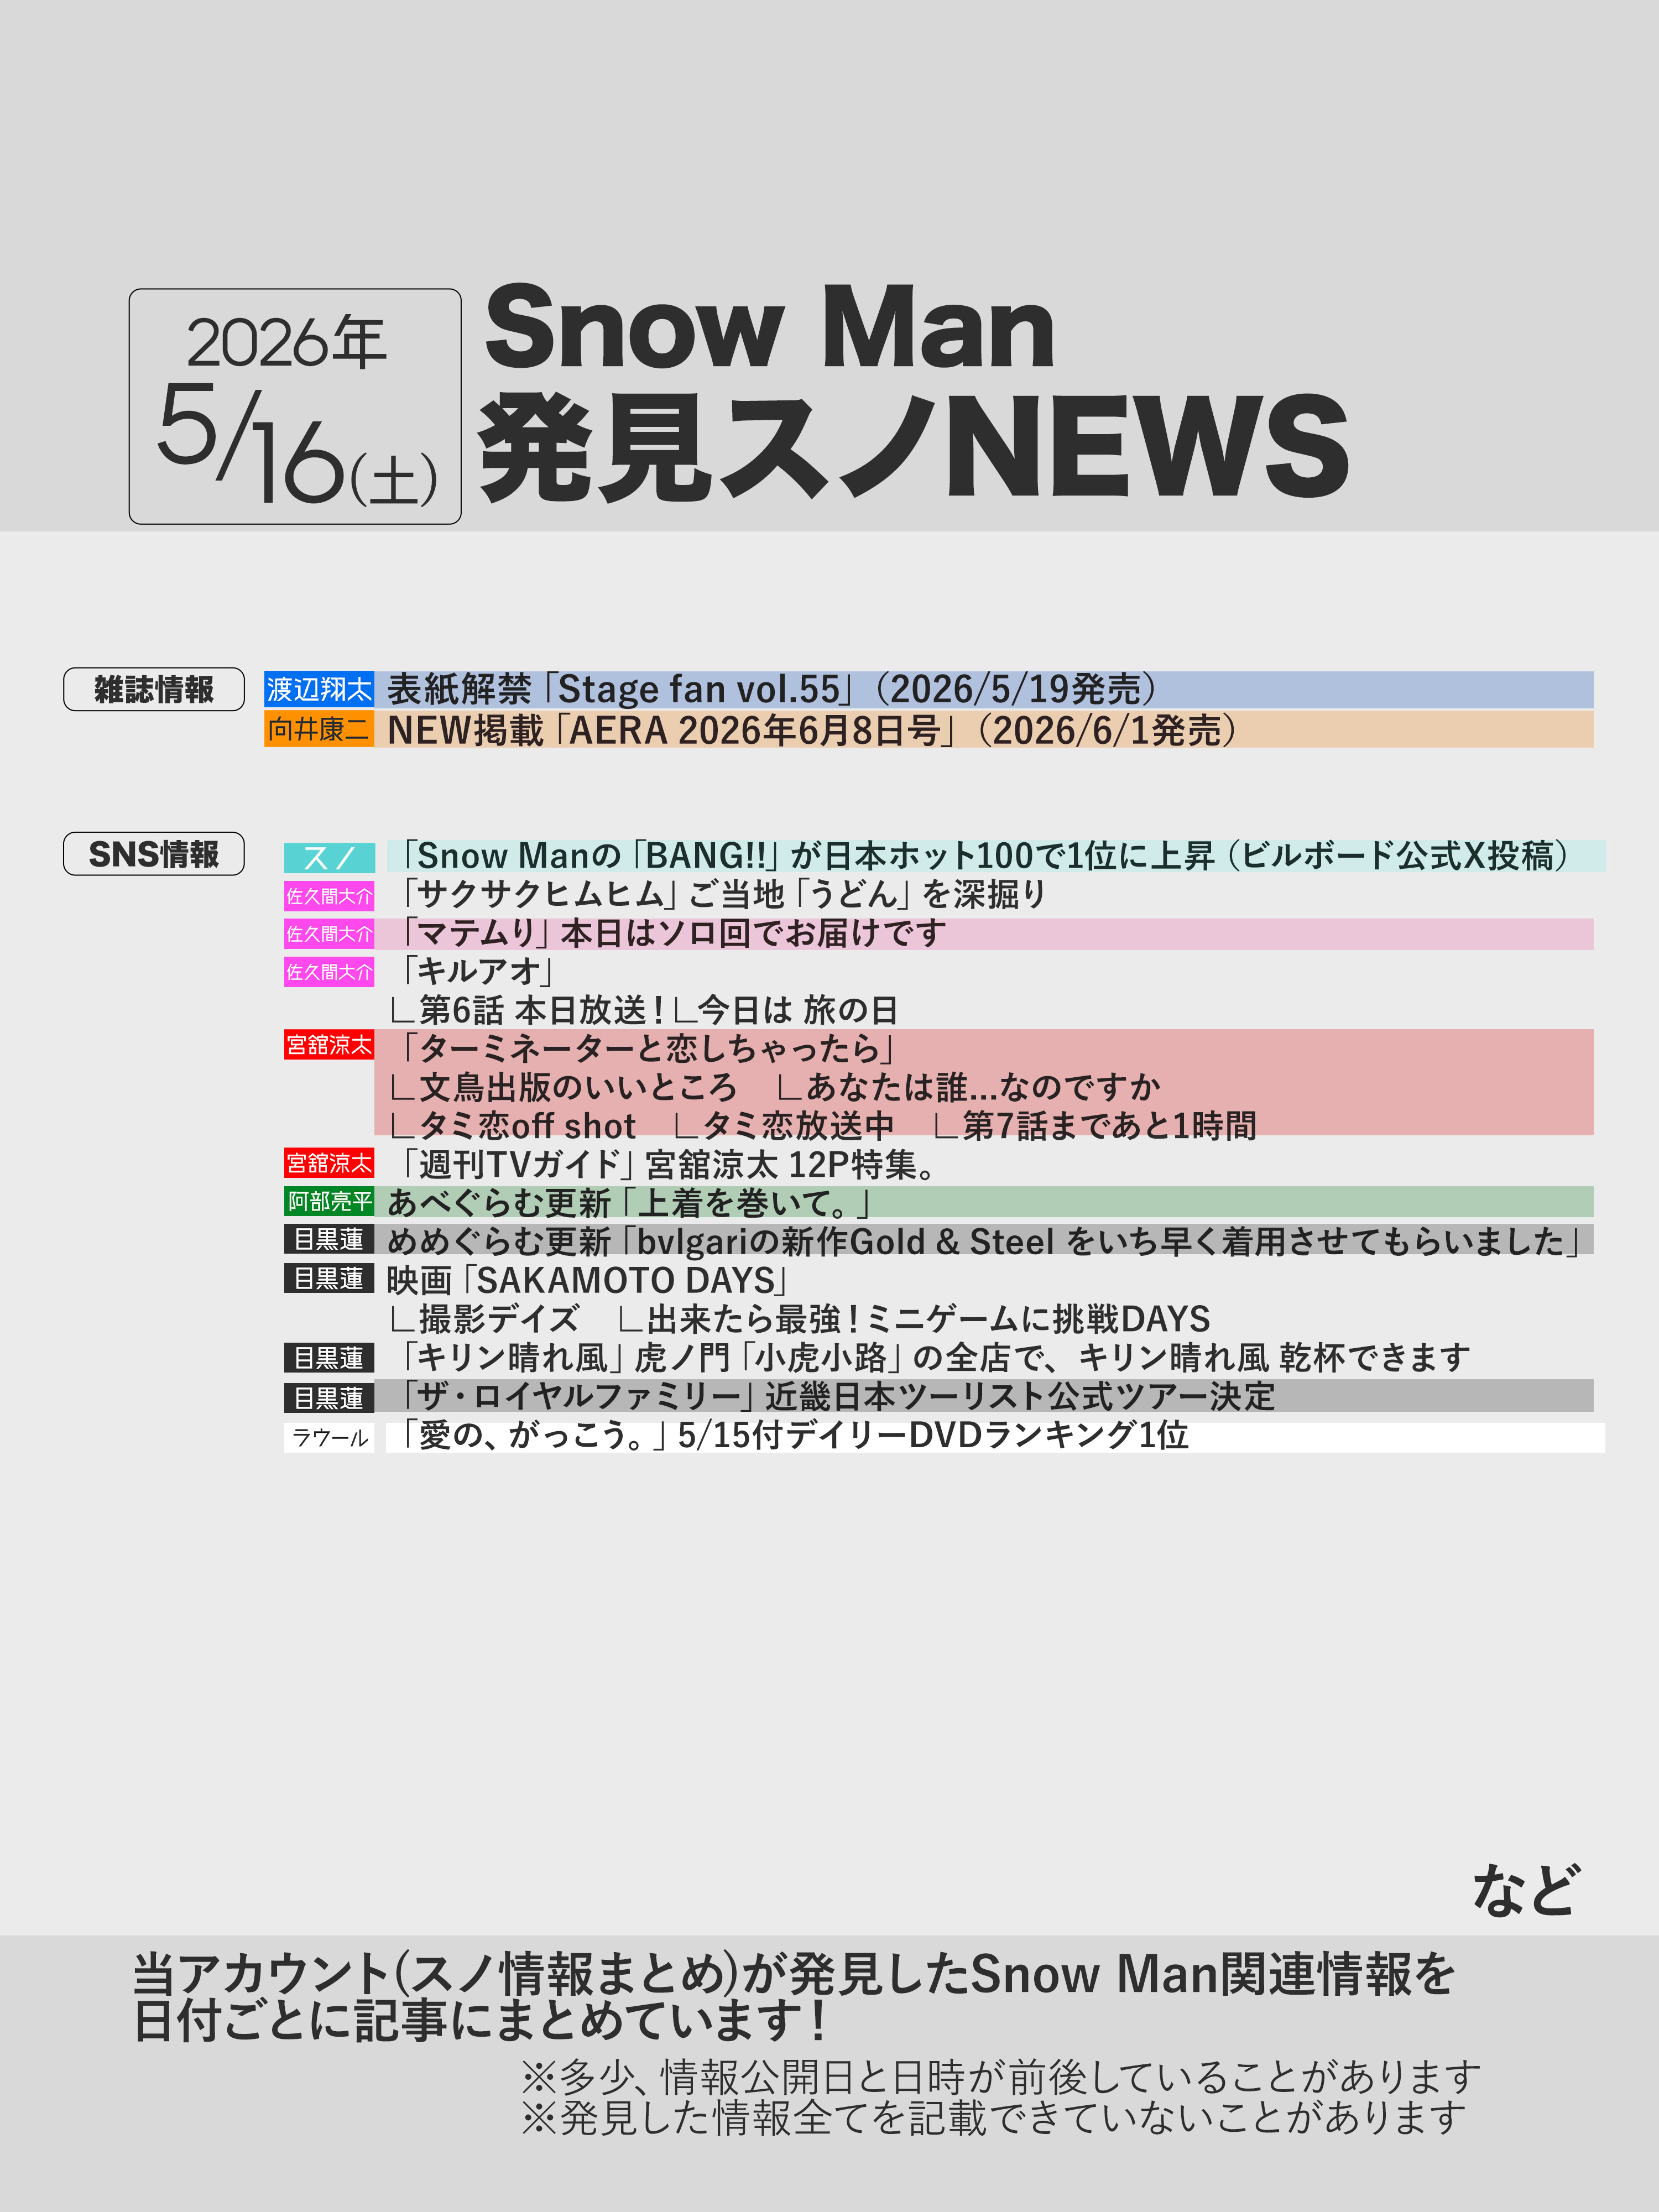 2026年
5/16(土)
Snow Man
発見スノNEWS
雑誌情報
渡辺翔太 表紙解禁「Stage fan vol.55」（2026/5/19発売）
向井康二 NEW掲載「AERA 2026年6月8日号」（2026/6/1発売）
SNS情報
スノ 「Snow Manの「BANG!!」が日本ホット100で1位に上昇（ビルボード公式X投稿）
佐久間大介 「サクサクヒムヒム」ご当地「うどん」を深掘り
佐久間大介 「マテムり」本日はソロ回でお届けです
佐久間大介 「キルアオ」
∟第6話 本日放送！∟今日は 旅の日
宮舘涼太 「ターミネーターと恋しちゃったら」
∟文鳥出版のいいところ　∟あなたは誰...なのですか
∟タミ恋off shot　∟タミ恋放送中　∟第7話まであと1時間
宮舘涼太 「週刊TVガイド」宮舘涼太 12P特集。
阿部亮平 あべぐらむ更新「上着を巻いて。」
目黒蓮 めめぐらむ更新「bvlgariの新作Gold & Steel をいち早く着用させてもらいました」
目黒蓮 映画「SAKAMOTO DAYS」
∟撮影デイズ　∟出来たら最強！ミニゲームに挑戦DAYS
目黒蓮 「キリン晴れ風」虎ノ門「小虎小路」の全店で、キリン晴れ風 乾杯できます
目黒蓮 「ザ・ロイヤルファミリー」近畿日本ツーリスト公式ツアー決定
ラウール 「愛の、がっこう。」5/15付デイリーDVDランキング1位
など
当アカウント(スノ情報まとめ)が発見したSnow Man関連情報を
日付ごとに記事にまとめています！
※多少、情報公開日と日時が前後していることがあります
※発見した情報全てを記載できていないことがあります